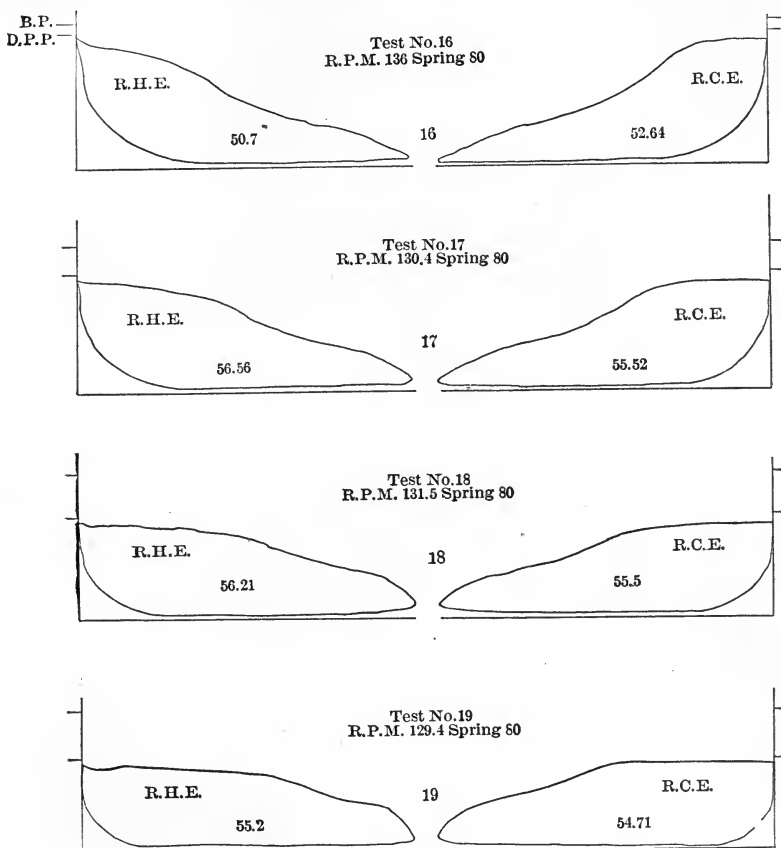 B.P.
D.P.P.
Test No.16
R.P.M. 136 Spring 80
R.H.E.
R.C.E.
50.7
16
52.64
Test No.17
R.P.M. 130.4 Spring 80
R.H.E.
R.C.E.
17
56.56
55.52
Test No.18
R.P.M. 131.5 Spring 80
R.H.E.
R.C.E.
18
56.21
55.5
Test No.19
R.P.M. 129.4 Spring 80
R.H.E.
R.C.E.
19
55.2
54.71